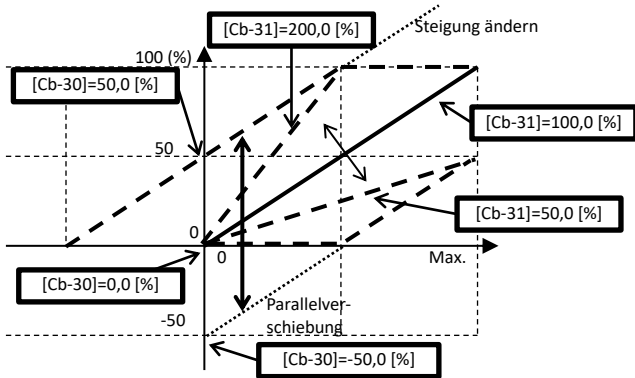 [Cb-31]=200,0 [%]
Steigung ändern
100 (%)
[Cb-30]=50,0 [%]
[Cb-31]=100,0 [%]
50
[Cb-31]=50,0 [%]
0
0
Max.
[Cb-30]=0,0 [%]
Parallelver-
schiebung
-50
[Cb-30]=-50,0 [%]